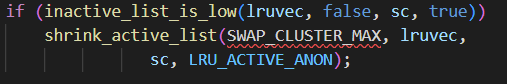 if (inactive_list_is_low(lruvec, false, sc, true))
shrink_active_list(SWAP_CLUSTER_MAX, lruvec,
sc, LRU_ACTIVE_ANON);